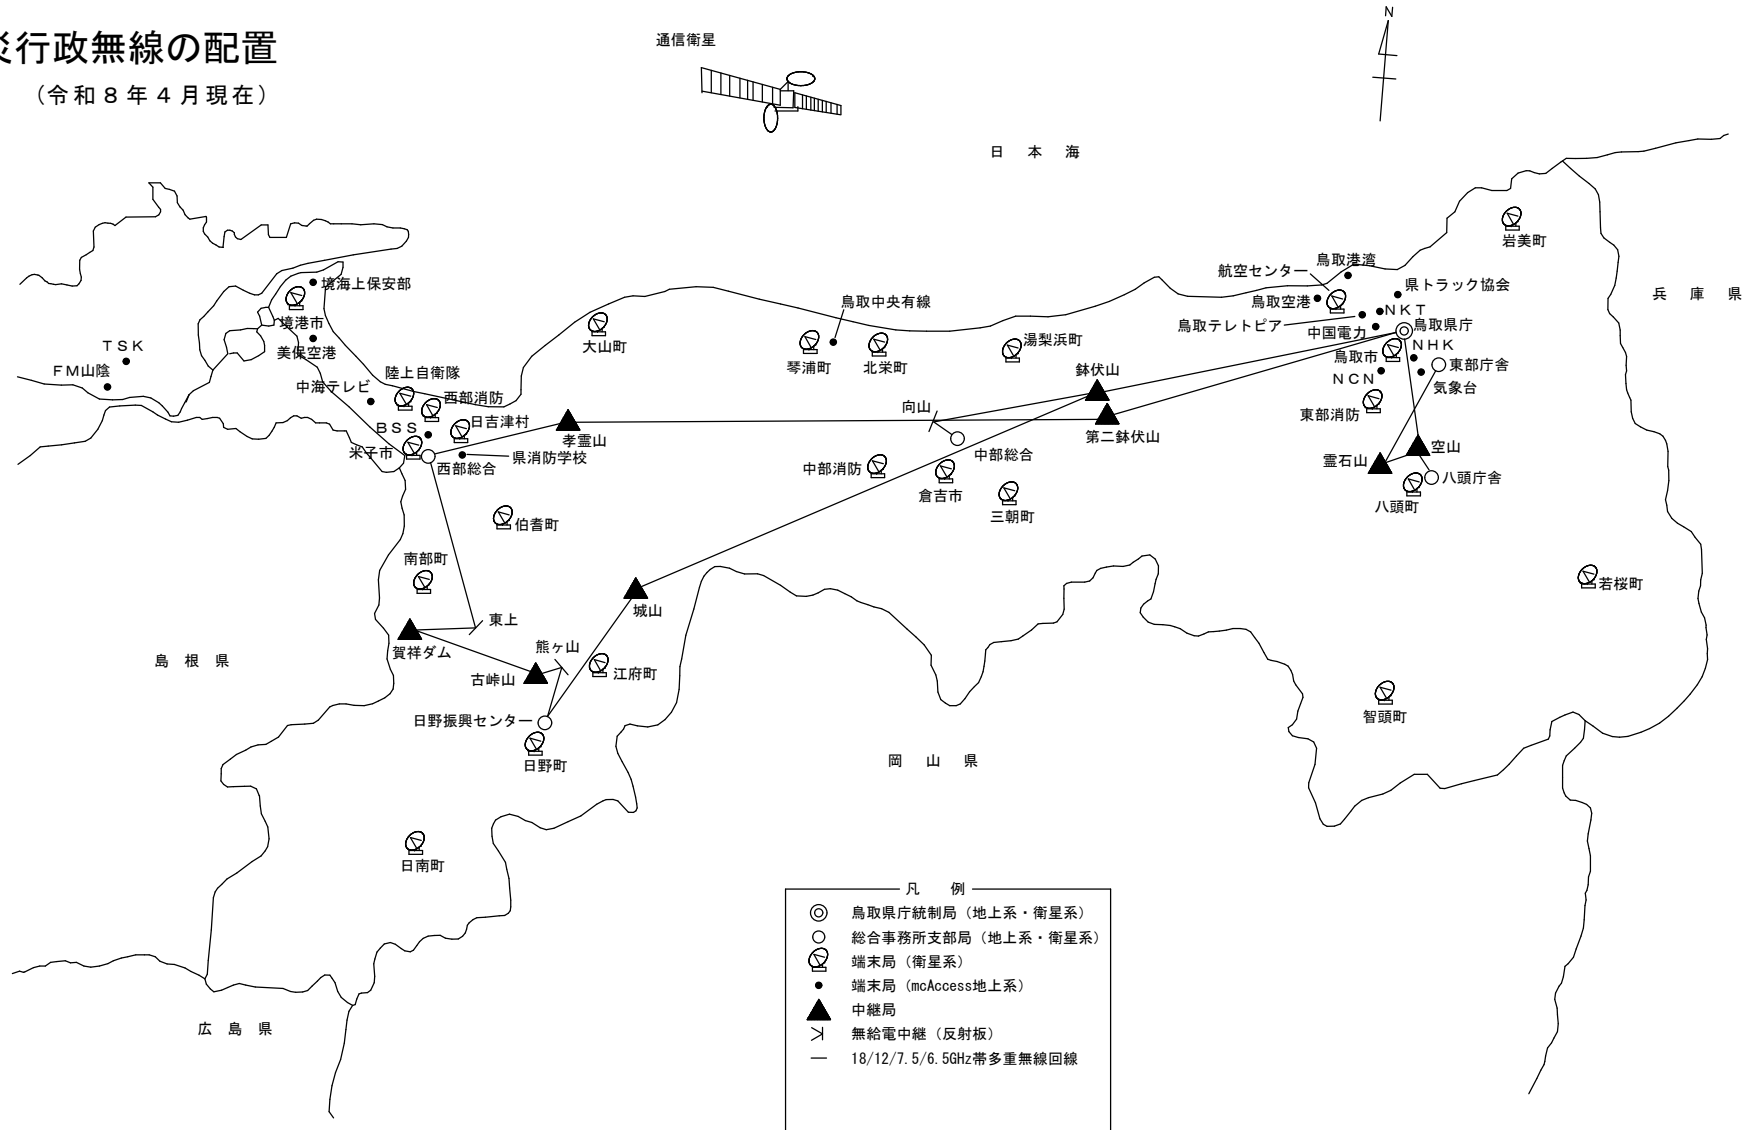 行政無線の配置
（令和８年４月現在）
通信衛星
N
日　本　海
兵　庫　県
島　根　県
岡　山　県
広　島　県
岩美町
鳥取港湾
航空センター
県トラック協会
鳥取空港
ＮＫＴ
鳥取テレトピア
中国電力
鳥取県庁
鳥取市
ＮＨＫ
東部庁舎
ＮＣＮ
気象台
東部消防
空山
霊石山
八頭庁舎
八頭町
若桜町
智頭町
境海上保安部
境港市
美保空港
ＴＳＫ
ＦＭ山陰
中海テレビ
陸上自衛隊
西部消防
日吉津村
ＢＳＳ
米子市
西部総合
県消防学校
孝霊山
大山町
鳥取中央有線
琴浦町
北栄町
湯梨浜町
鉢伏山
第二鉢伏山
向山
中部総合
中部消防
倉吉市
三朝町
伯耆町
南部町
東上
賀祥ダム
熊ヶ山
古峠山
城山
江府町
日野振興センター
日野町
日南町
凡　例
鳥取県庁統制局（地上系・衛星系）
総合事務所支部局（地上系・衛星系）
端末局（衛星系）
端末局（mcAccess地上系）
中継局
無給電中継（反射板）
18/12/7.5/6.5GHz帯多重無線回線